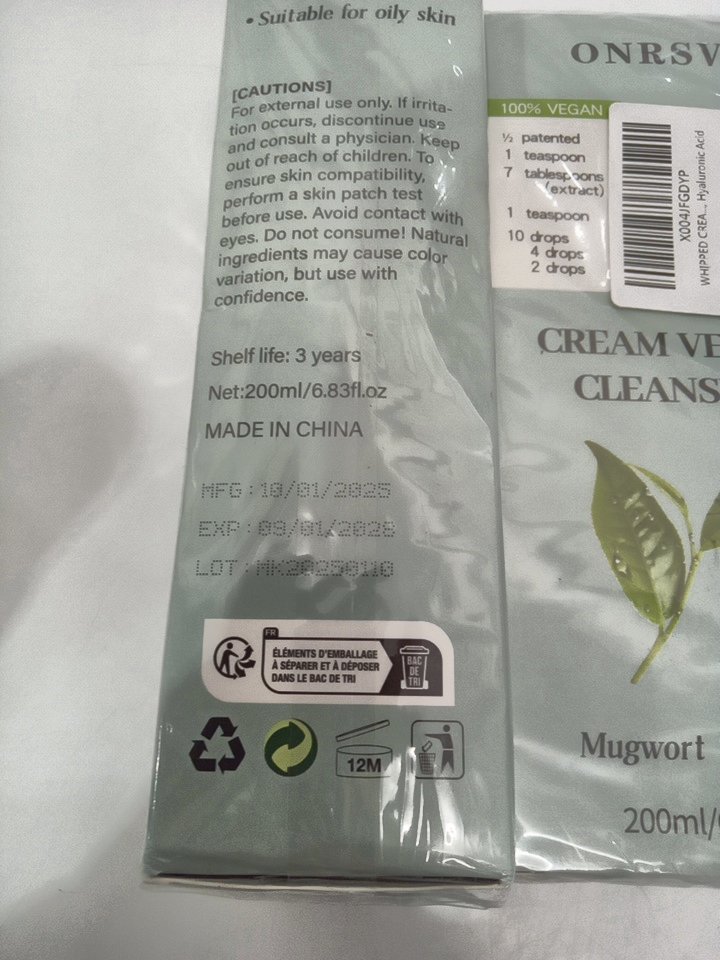 • Suitable for oily skin
[CAUTIONS]
For external use only. If irrita-
tion occurs, discontinue use
and consult a physician. Keep
out of reach of children. To
ensure skin compatibility,
perform a skin patch test
before use. Avoid contact with
eyes. Do not consume! Natural
ingredients may cause color
variation, but use with
confidence.
Shelf life: 3 years
Net:200ml/6.83fl.oz
MADE IN CHINA
MFG:10/01/2025
EXP:09/01/2028
LOT:MK20250110
FR
ÉLÉMENTS D'EMBALLAGE
À SÉPARER ET À DÉPOSER
DANS LE BAC DE TRI
BAC
DE
TRI
12M
ONRSV
100% VEGAN
½ patented
1 teaspoon
7 tablespoons
(extract)
1 teaspoon
10 drops
4 drops
2 drops
X004JFGDYP
WHIPPED CREA... Hyaluronic Acid
CREAM VE
CLEANS
Mugwort
200ml/